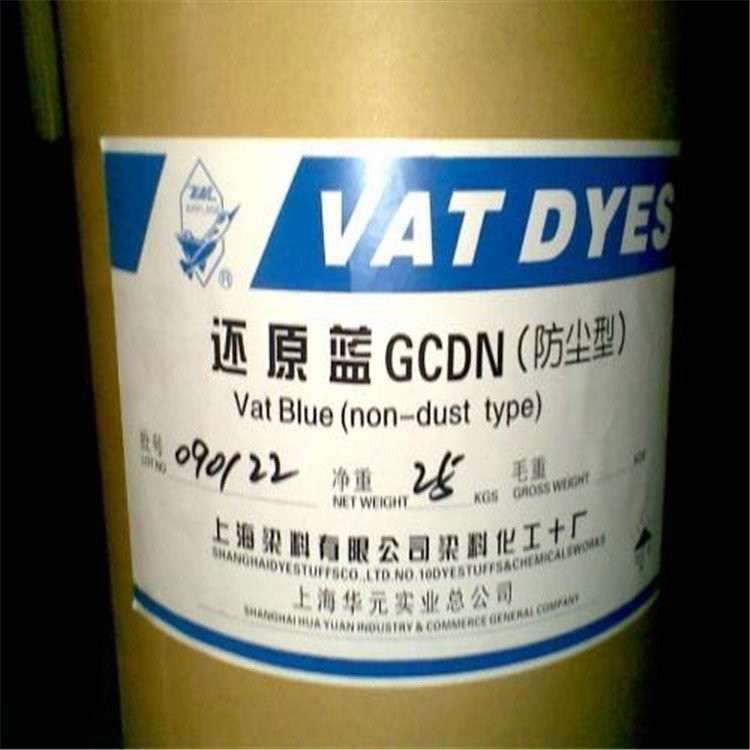 VAT DYES
®
还原蓝GCDN(防尘型)
Vat Blue (non-dust type)
批号 090122 净重 25 毛重
LOT NO NET WEIGHT KGS GROSS WEIGHT KGS
上海染料有限公司染料化工十厂
SHANGHAIDYESTUFFSCO.,LTD.NO.10DYESTUFFS&CHEMICALSWORKS
上海华元实业总公司
SHANGHAI HUA YUAN INDUSTRY & COMMERCE GENERAL COMPANY